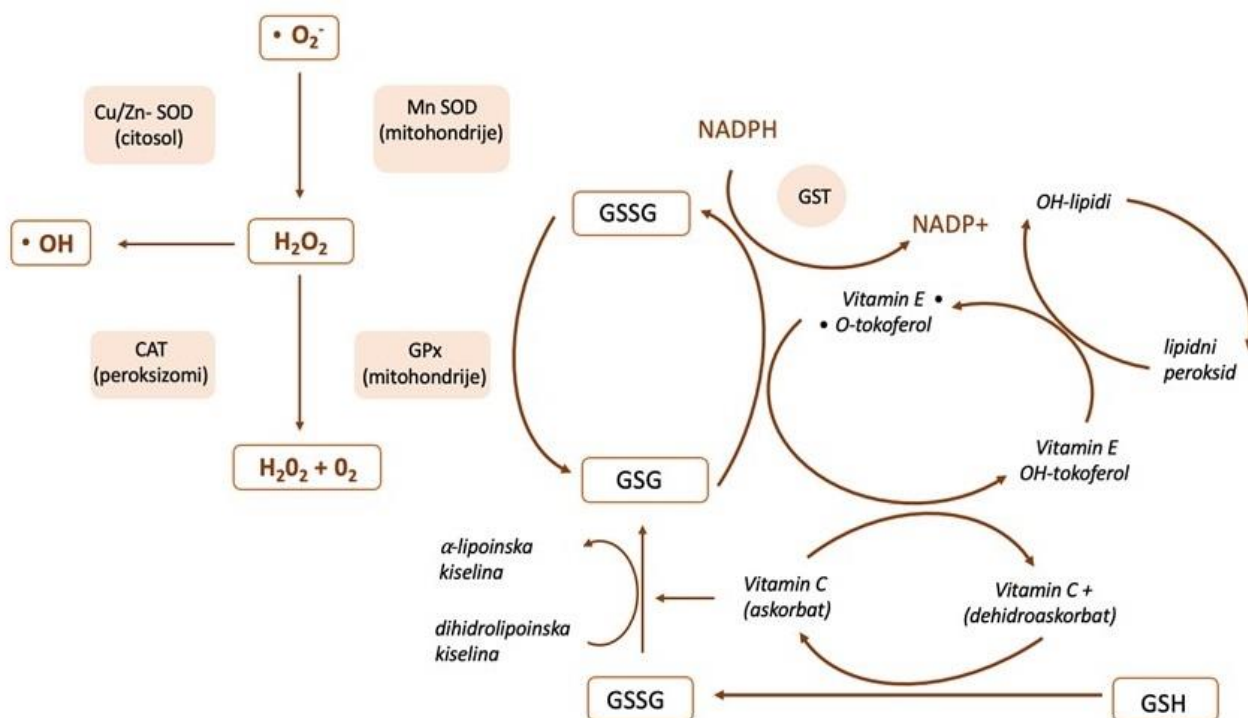 • O₂⁻
Cu/Zn- SOD
(citosol)
Mn SOD
(mitohondrije)
• OH
H₂O₂
CAT
(peroksizomi)
GPx
(mitohondrije)
H₂0₂ + 0₂
NADPH
GST
GSSG
NADP+
OH-lipidi
Vitamin E •
• O-tokoferol
lipidni
peroksid
GSG
Vitamin E
OH-tokoferol
α-lipoinska
kiselina
dihidrolipoinska
kiselina
Vitamin C
(askorbat)
Vitamin C +
(dehidroaskorbat)
GSSG
GSH